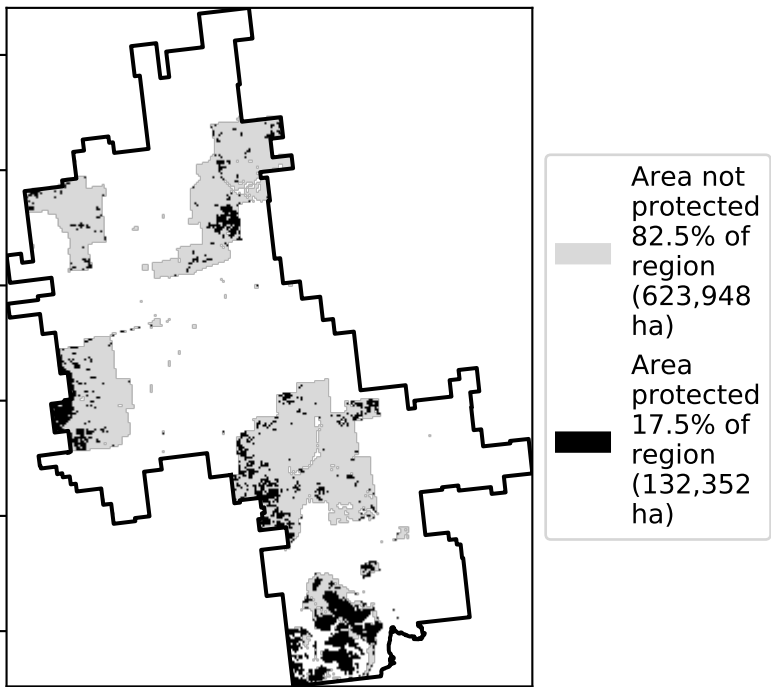 Area not
protected
82.5% of
region
(623,948
ha)
Area
protected
17.5% of
region
(132,352
ha)